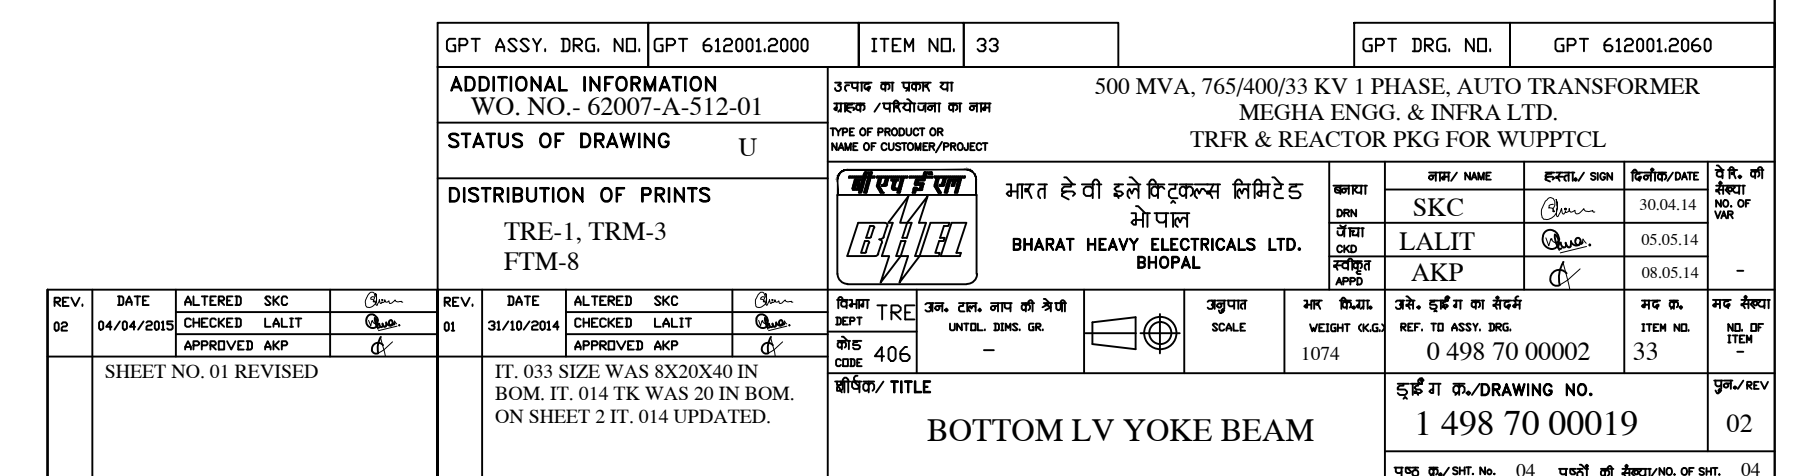 GPT ASSY. DRG. NO. GPT 612001.2000 ITEM NO. 33 GPT DRG. NO. GPT 612001.2060
ADDITIONAL INFORMATION
WO. NO.- 62007-A-512-01
STATUS OF DRAWING U
DISTRIBUTION OF PRINTS
TRE-1, TRM-3
FTM-8
उत्पाद का प्रकार या
ग्राहक /परियोजना का नाम
TYPE OF PRODUCT OR
NAME OF CUSTOMER/PROJECT
500 MVA, 765/400/33 KV 1 PHASE, AUTO TRANSFORMER
MEGHA ENGG. & INFRA LTD.
TRFR & REACTOR PKG FOR WUPPTCL
बीएचईएल
BHEL
भारत हेवी इलेक्ट्रिकल्स लिमिटेड
भोपाल
BHARAT HEAVY ELECTRICALS LTD.
BHOPAL
नाम/ NAME हस्ता./ SIGN दिनांक/DATE
वे रि. की
संख्या
NO. OF
VAR
-
बनाया
DRN SKC 30.04.14
जाँचा
CKD LALIT 05.05.14
स्वीकृत
APPD AKP 08.05.14
REV. DATE ALTERED SKC
02 04/04/2015 CHECKED LALIT
APPROVED AKP
SHEET NO. 01 REVISED
REV. DATE ALTERED SKC
01 31/10/2014 CHECKED LALIT
APPROVED AKP
IT. 033 SIZE WAS 8X20X40 IN
BOM. IT. 014 TK WAS 20 IN BOM.
ON SHEET 2 IT. 014 UPDATED.
विभाग
DEPT TRE
कोड
CODE 406
अन. टाल. नाप की श्रेणी
UNTOL. DIMS. GR.
-
अनुपात
SCALE
भार कि.ग्रा.
WEIGHT (K.G.)
1074
असे. ड्राईंग का संदर्भ
REF. TO ASSY. DRG.
0 498 70 00002
मद क्र.
ITEM NO.
33
मद संख्या
NO. OF
ITEM
-
शीर्षक/ TITLE
BOTTOM LV YOKE BEAM
ड्राईंग क्र./DRAWING NO.
1 498 70 00019
पुन./REV
02
पृष्ठ क्र./SHT. No. 04 पृष्ठों की संख्या/NO. OF SHT. 04